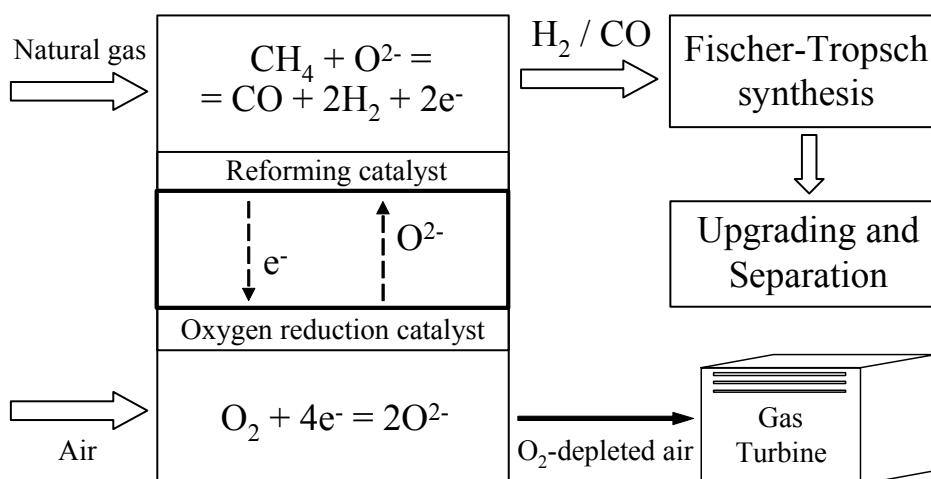 Natural gas
CH₄ + O²⁻ =
= CO + 2H₂ + 2e⁻
H₂ / CO
Fischer-Tropsch
synthesis
Reforming catalyst
e⁻
O²⁻
Upgrading and
Separation
Oxygen reduction catalyst
Air
O₂ + 4e⁻ = 2O²⁻
O₂-depleted air
Gas
Turbine